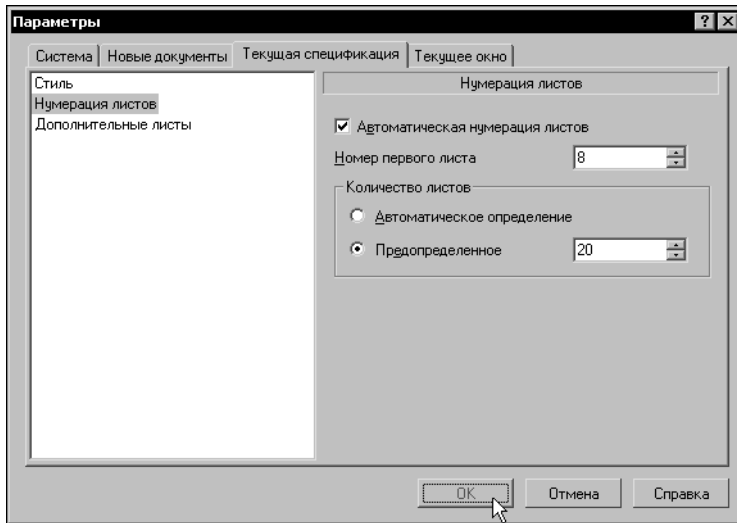 Параметры
Система Новые документы Текущая спецификация Текущее окно
Стиль
Нумерация листов
Дополнительные листы
Нумерация листов
Автоматическая нумерация листов
Номер первого листа 8
Количество листов
Автоматическое определение
Предопределенное 20
OK Отмена Справка